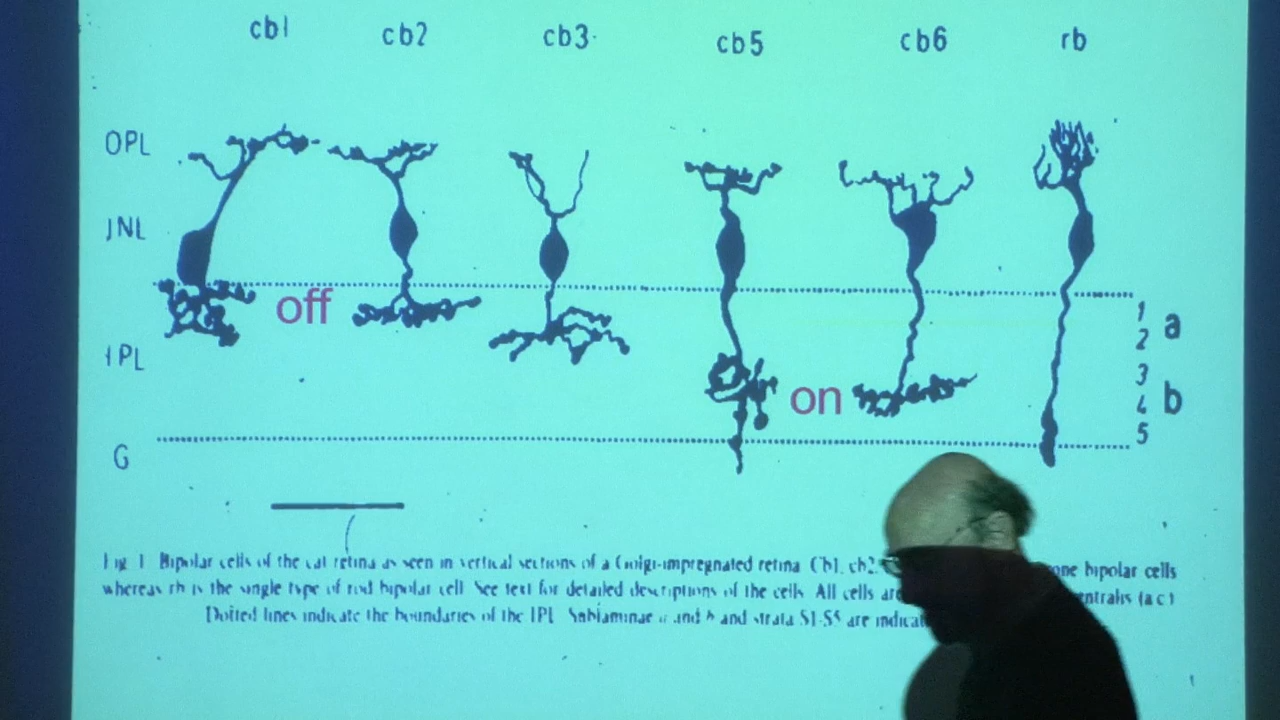 cb1 cb2 cb3 cb5 cb6 rb
OPL
INL
off
1
a
2
IPL
3
on
4
b
5
G
Fig 1 Bipolar cells of the cat retina as seen in vertical sections of a Golgi-impregnated retina Cb1, cb2, one bipolar cells
whereas rb is the single type of rod bipolar cell See text for detailed descriptions of the cells All cells are entralis (a c)
Dotted lines indicate the boundaries of the IPL Sublaminae a and b and strata S1-S5 are